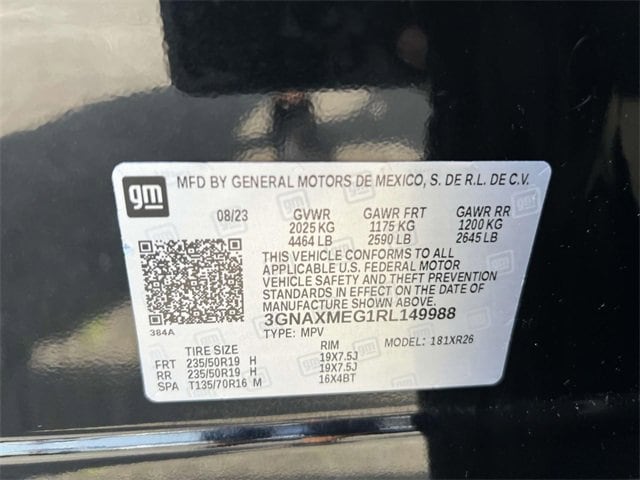 gm MFD BY GENERAL MOTORS DE MEXICO, S. DE R.L. DE C.V.
08/23 GVWR GAWR FRT GAWR RR
2025 KG 1175 KG 1200 KG
4464 LB 2590 LB 2645 LB
THIS VEHICLE CONFORMS TO ALL
APPLICABLE U.S. FEDERAL MOTOR
VEHICLE SAFETY AND THEFT PREVENTION
STANDARDS IN EFFECT ON THE DATE OF
MANUFACTURE SHOWN ABOVE.
3GNAXMEG1RL149988
384A
TYPE: MPV MODEL: 181XR26
TIRE SIZE RIM
FRT 235/50R19 H 19X7.5J
RR 235/50R19 H 19X7.5J
SPA T135/70R16 M 16X4BT